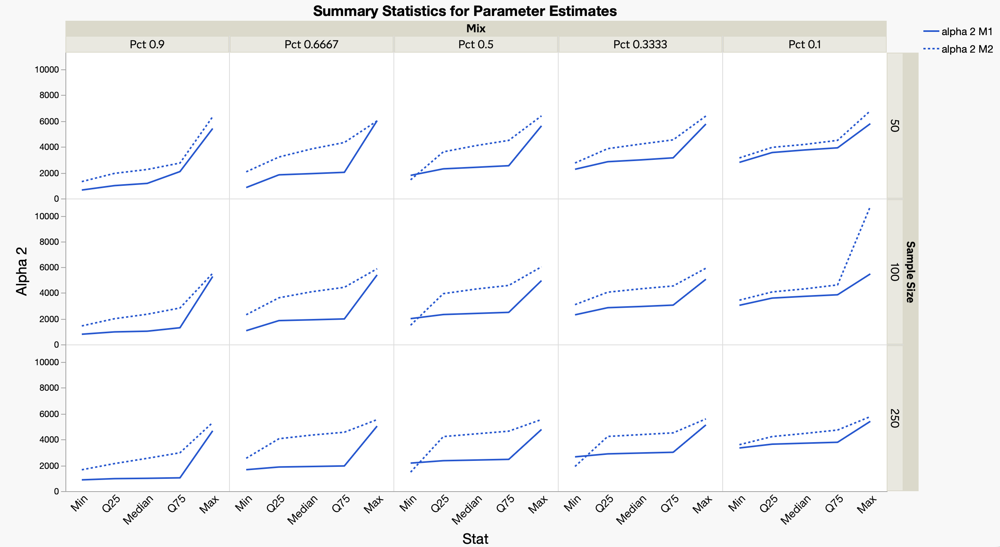 Summary Statistics for Parameter Estimates
Mix
Pct 0.9 Pct 0.6667 Pct 0.5 Pct 0.3333 Pct 0.1
alpha 2 M1
alpha 2 M2
Alpha 2
10000
8000
6000
4000
2000
0
50
10000
8000
6000
4000
2000
0
100
10000
8000
6000
4000
2000
0
250
Sample Size
Min Q25 Median Q75 Max Min Q25 Median Q75 Max Min Q25 Median Q75 Max Min Q25 Median Q75 Max Min Q25 Median Q75 Max
Stat